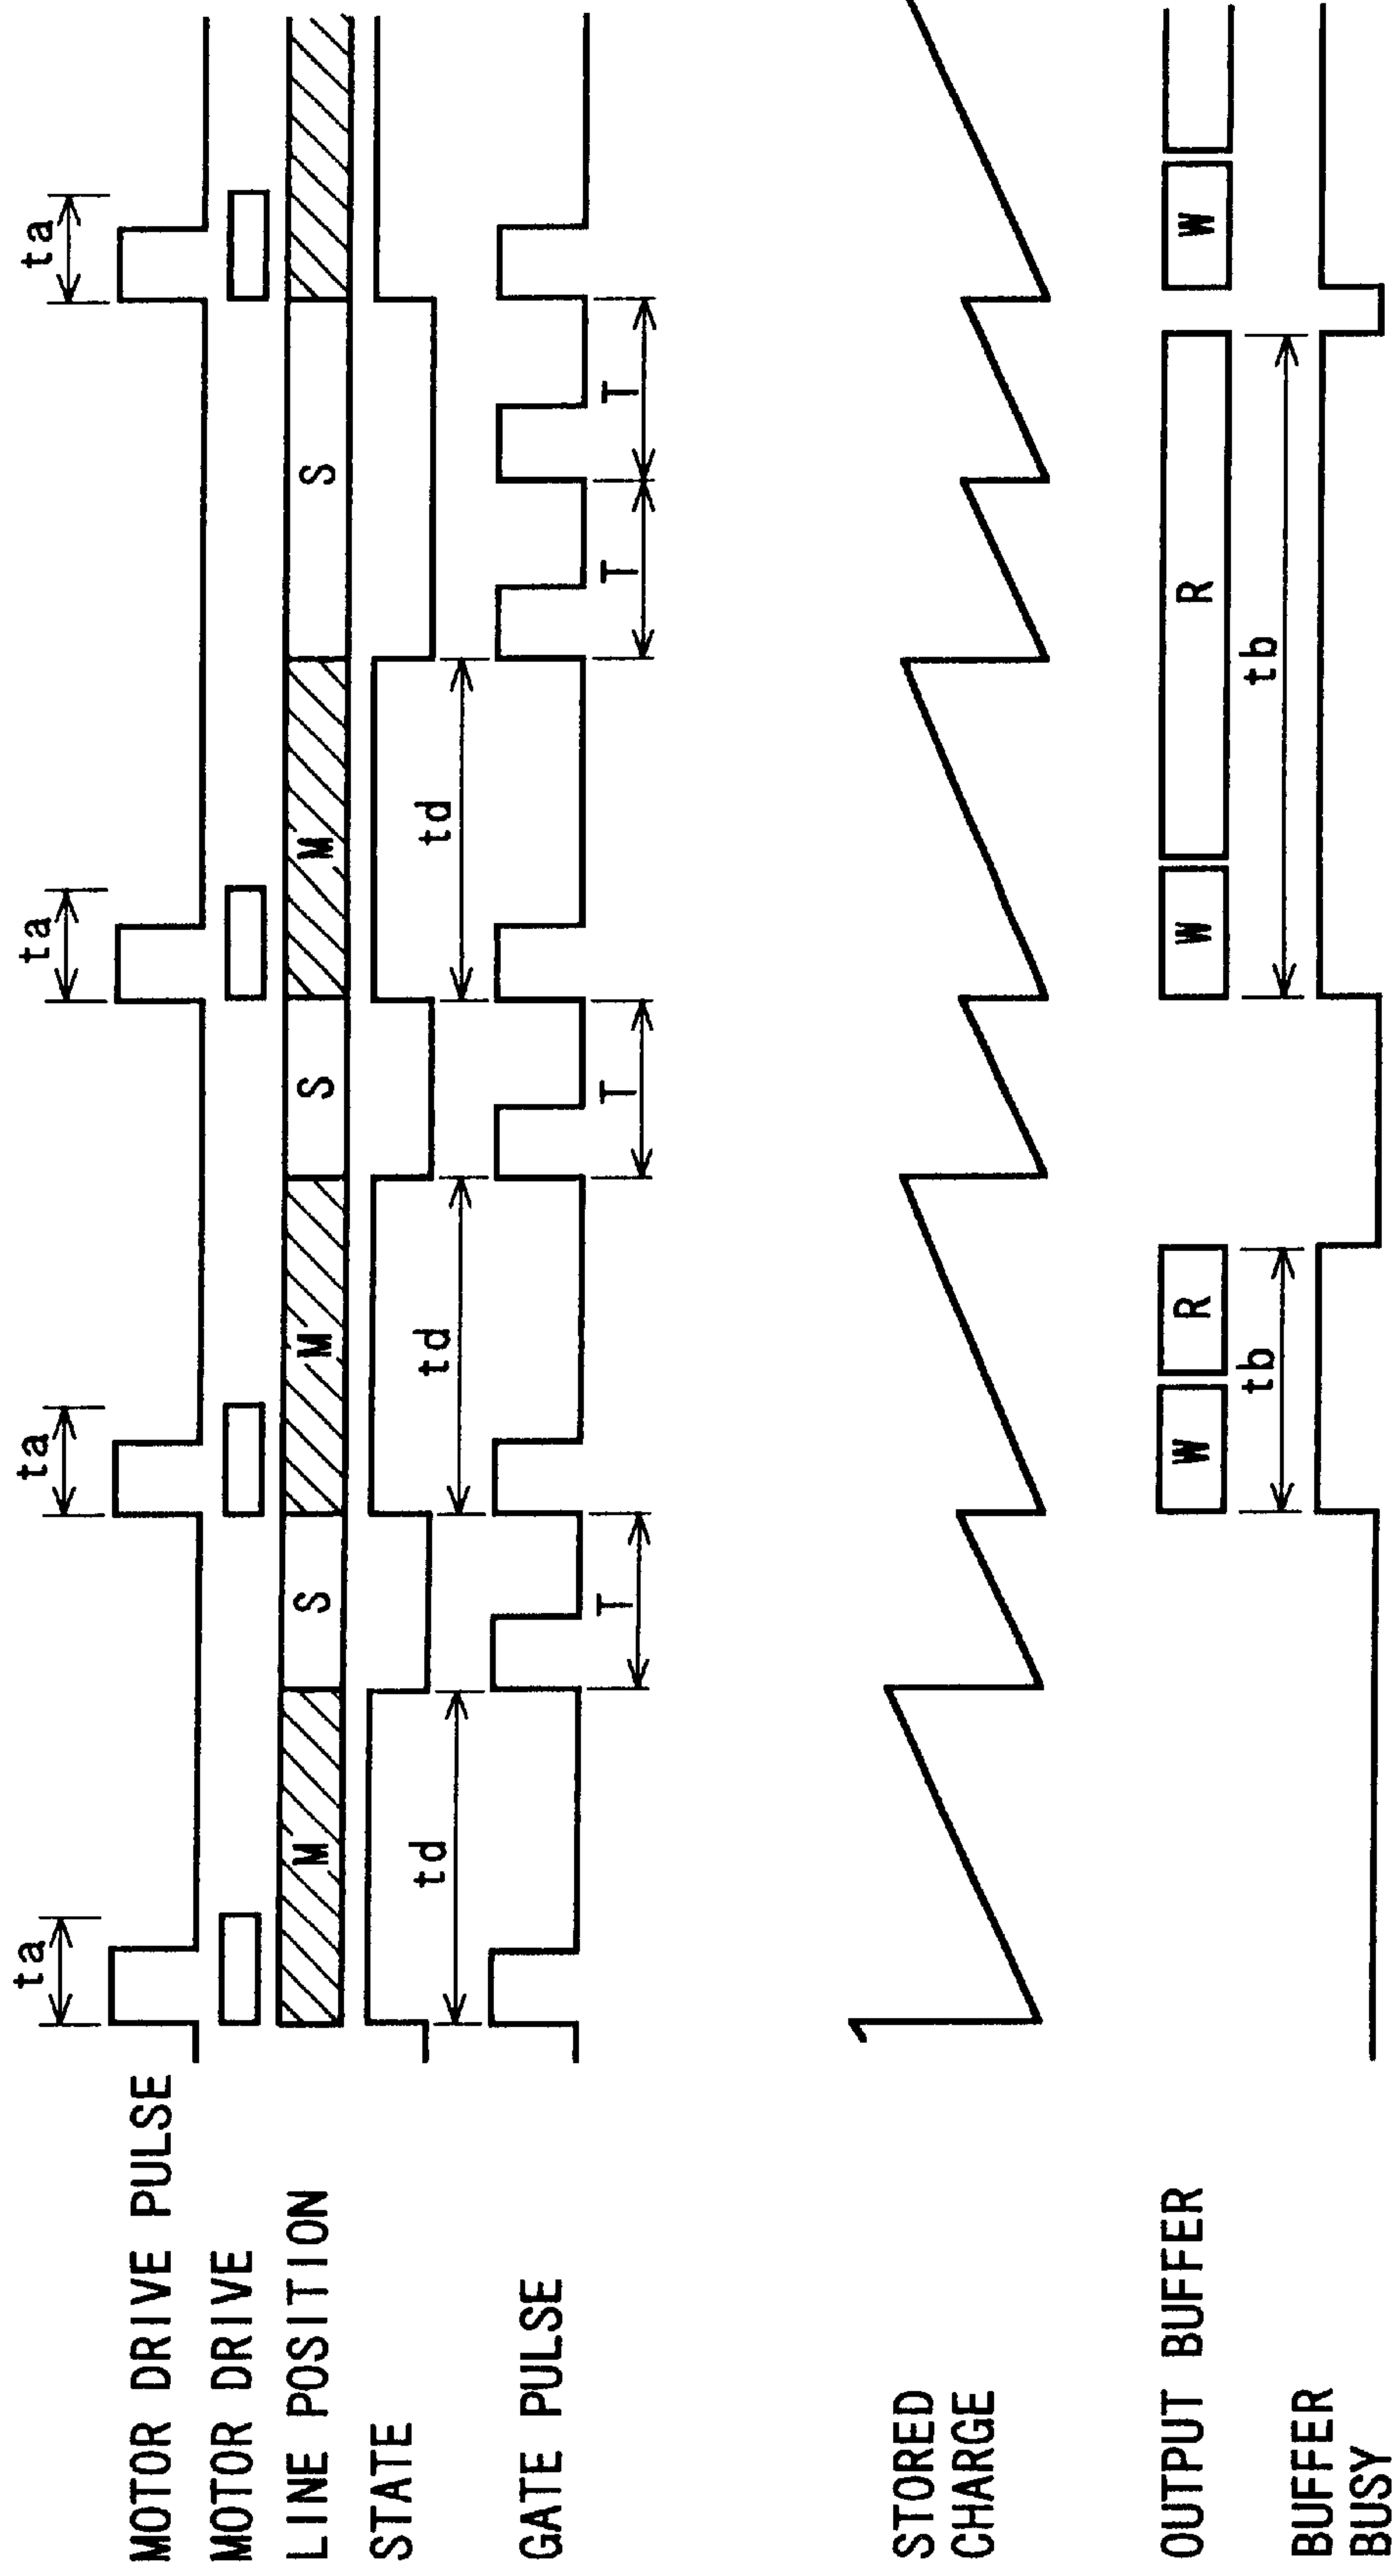 MOTOR DRIVE PULSE
ta ta ta ta
MOTOR DRIVE
LINE POSITION
M S M S M S
STATE
td td td
GATE PULSE
T T T T
STORED
CHARGE
OUTPUT BUFFER
W R W R W
tb tb
BUFFER
BUSY